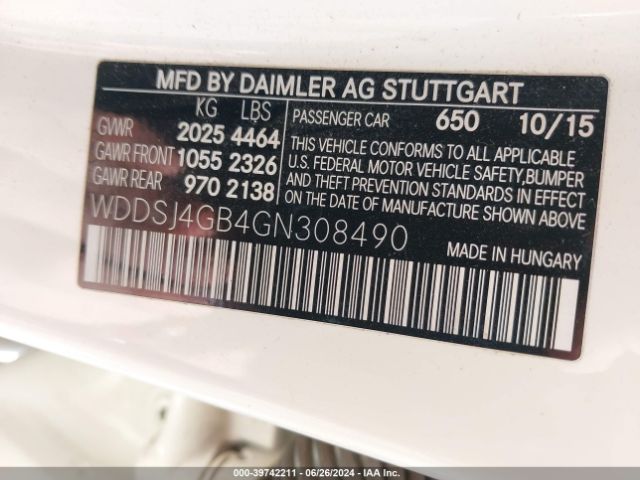 MFD BY DAIMLER AG STUTTGART
KG LBS
GVWR 2025 4464
GAWR FRONT 1055 2326
GAWR REAR 970 2138
PASSENGER CAR 650 10/15
THIS VEHICLE CONFORMS TO ALL APPLICABLE
U.S. FEDERAL MOTOR VEHICLE SAFETY, BUMPER
AND THEFT PREVENTION STANDARDS IN EFFECT
ON THE DATE OF MANUFACTURE SHOWN ABOVE.
WDDSJ4GB4GN308490
MADE IN HUNGARY
000-39742211 - 06/26/2024 - IAA Inc.